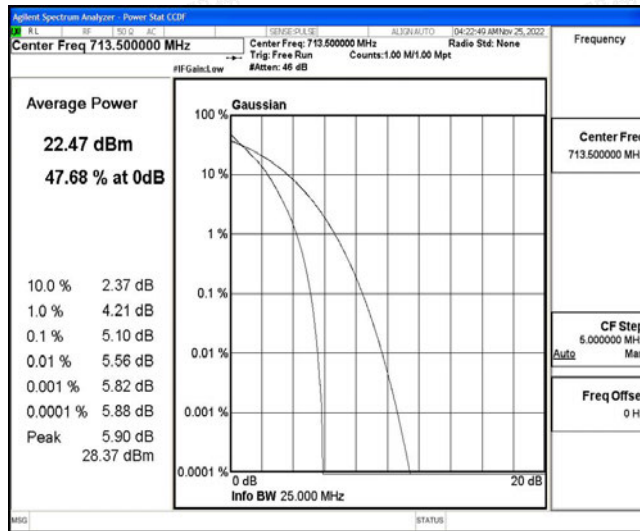 Agilent Spectrum Analyzer - Power Stat CCDF
RL RF 50 Ω AC SENSE:PULSE ALIGN AUTO 04:22:49 AM Nov 25, 2022
Center Freq 713.500000 MHz
Center Freq: 713.500000 MHz Radio Std: None
Trig: Free Run Counts:1.00 M/1.00 Mpt
#IFGain:Low #Atten: 46 dB
Frequency
Average Power
22.47 dBm
47.68 % at 0dB
10.0 % 2.37 dB
1.0 % 4.21 dB
0.1 % 5.10 dB
0.01 % 5.56 dB
0.001 % 5.82 dB
0.0001 % 5.88 dB
Peak 5.90 dB
28.37 dBm
Gaussian
100 %
10 %
1 %
0.1 %
0.01 %
0.001 %
0.0001 %
0 dB 20 dB
Info BW 25.000 MHz
Center Fre
713.500000 MH
CF Step
5.000000 MH
Auto Ma
Freq Offse
0 H
MSG STATUS